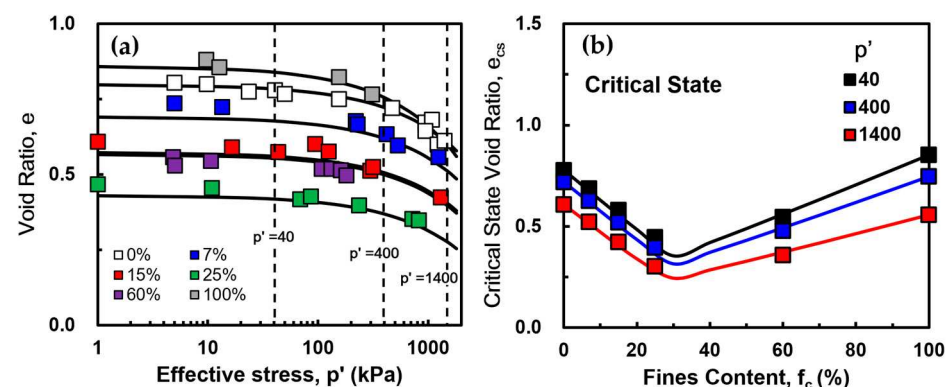 (a)
1.0
0.5
0.0
Void Ratio, e
p' =40
p' =400
p' =1400
0% 7%
15% 25%
60% 100%
1 10 100 1000
Effective stress, p' (kPa)
(b)
p'
Critical State
40
400
1400
1.5
1.0
0.5
0.0
Critical State Void Ratio, ecs
0 20 40 60 80 100
Fines Content, fc (%)